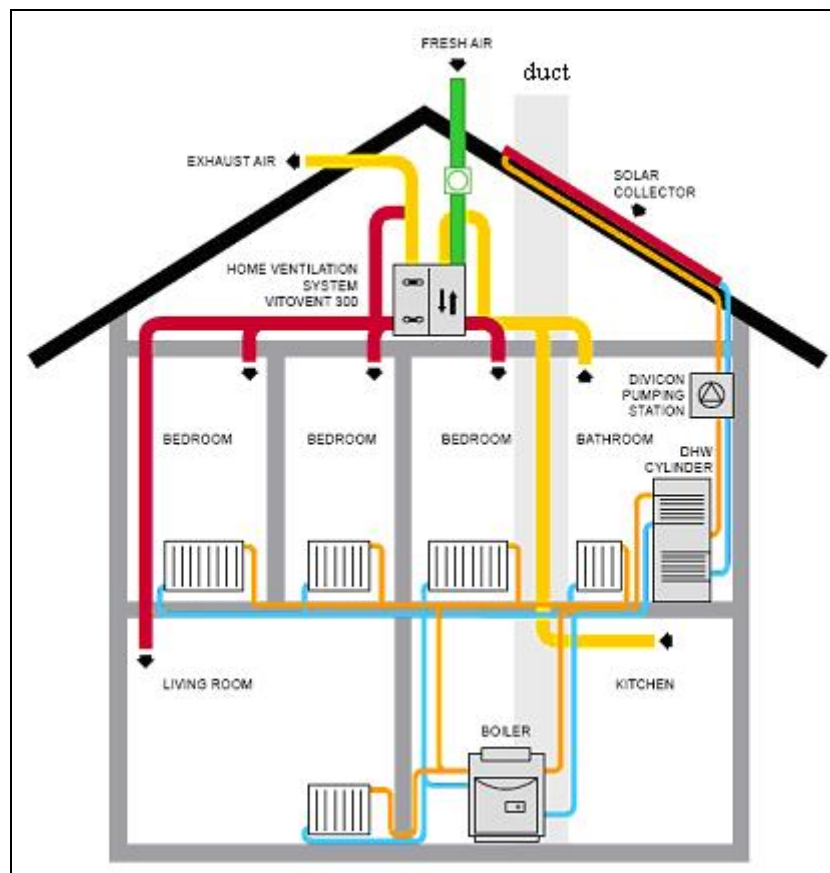 FRESH AIR
duct
EXHAUST AIR
SOLAR
COLLECTOR
HOME VENTILATION
SYSTEM
VITOVENT 300
DIVICON
PUMPING
STATION
BEDROOM
BEDROOM
BEDROOM
BATHROOM
DHW
CYLINDER
LIVING ROOM
KITCHEN
BOILER